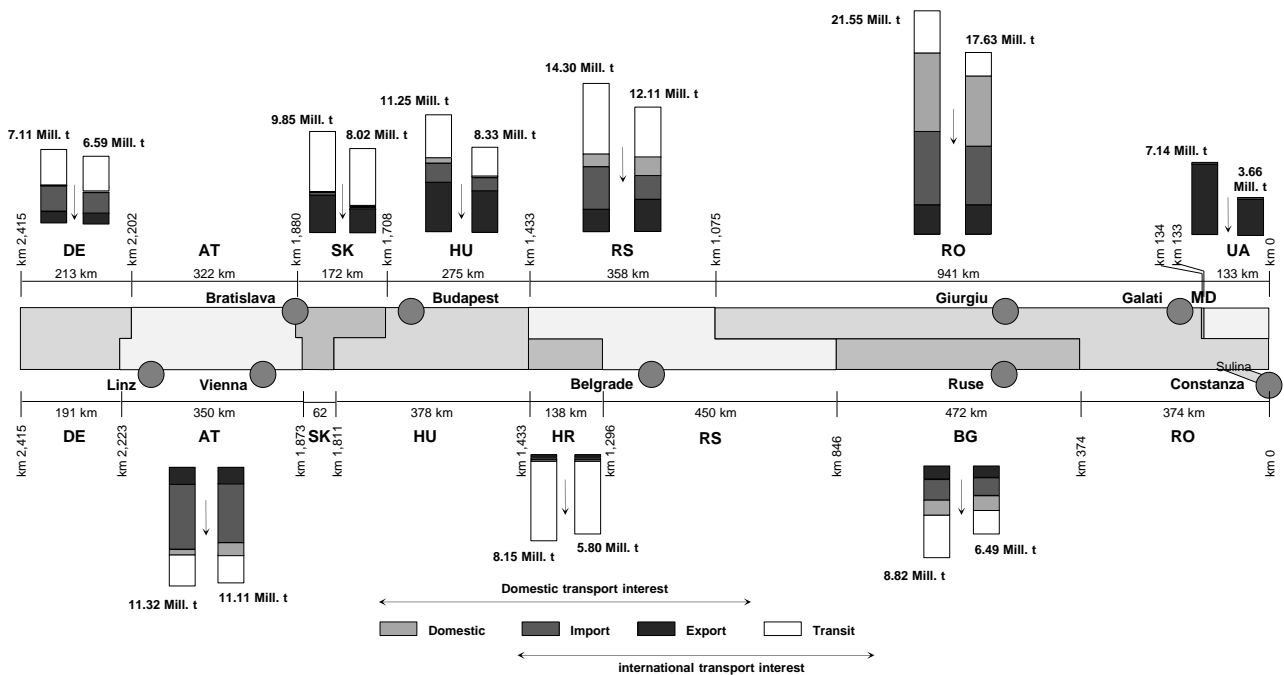 21.55 Mill. t
17.63 Mill. t
14.30 Mill. t
12.11 Mill. t
11.25 Mill. t
9.85 Mill. t
8.33 Mill. t
8.02 Mill. t
7.11 Mill. t
6.59 Mill. t
7.14 Mill. t
3.66
Mill. t
km 2,415
km 2,202
km 1,880
km 1,708
km 1,433
km 1,075
km 134
km 133
km 0
DE
AT
SK
HU
RS
RO
UA
213 km
322 km
172 km
275 km
358 km
941 km
133 km
Bratislava
Budapest
Giurgiu
Galati
MD
Sulina
Linz
Vienna
Belgrade
Ruse
Constanza
191 km
350 km
62
378 km
138 km
450 km
472 km
374 km
DE
AT
SK
HU
HR
RS
BG
RO
km 2,415
km 2,223
km 1,873
km 1,811
km 1,433
km 1,296
km 846
km 374
km 0
8.15 Mill. t
5.80 Mill. t
6.49 Mill. t
8.82 Mill. t
11.32 Mill. t
11.11 Mill. t
Domestic transport interest
Domestic
Import
Export
Transit
international transport interest